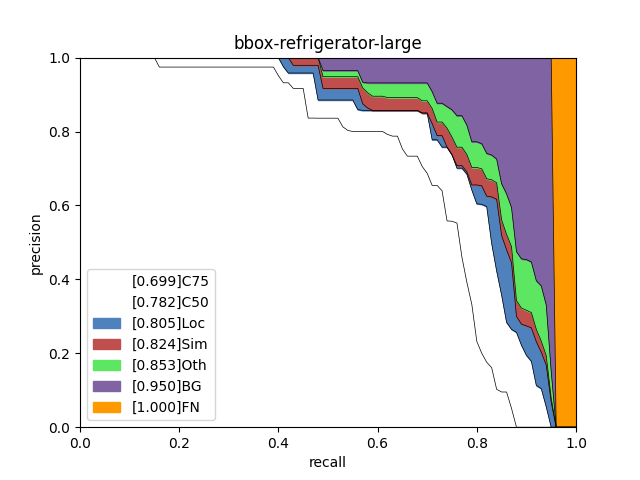 bbox-refrigerator-large
precision
1.0
0.8
0.6
0.4
0.2
0.0
[0.699]C75
[0.782]C50
[0.805]Loc
[0.824]Sim
[0.853]Oth
[0.950]BG
[1.000]FN
0.0 0.2 0.4 0.6 0.8 1.0
recall